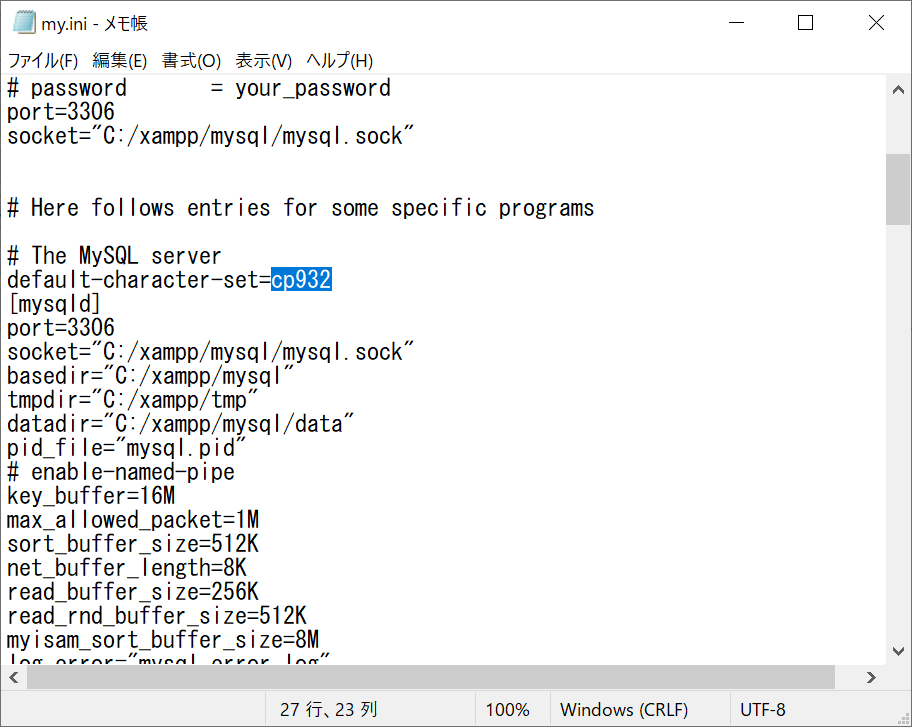 my.ini - メモ帳
ファイル(F) 編集(E) 書式(O) 表示(V) ヘルプ(H)
# password       = your_password
port=3306
socket="C:/xampp/mysql/mysql.sock"
# Here follows entries for some specific programs
# The MySQL server
default-character-set=cp932
[mysqld]
port=3306
socket="C:/xampp/mysql/mysql.sock"
basedir="C:/xampp/mysql"
tmpdir="C:/xampp/tmp"
datadir="C:/xampp/mysql/data"
pid_file="mysql.pid"
# enable-named-pipe
key_buffer=16M
max_allowed_packet=1M
sort_buffer_size=512K
net_buffer_length=8K
read_buffer_size=256K
read_rnd_buffer_size=512K
myisam_sort_buffer_size=8M
log_error="mysql_error.log"
27 行、23 列 100% Windows (CRLF) UTF-8